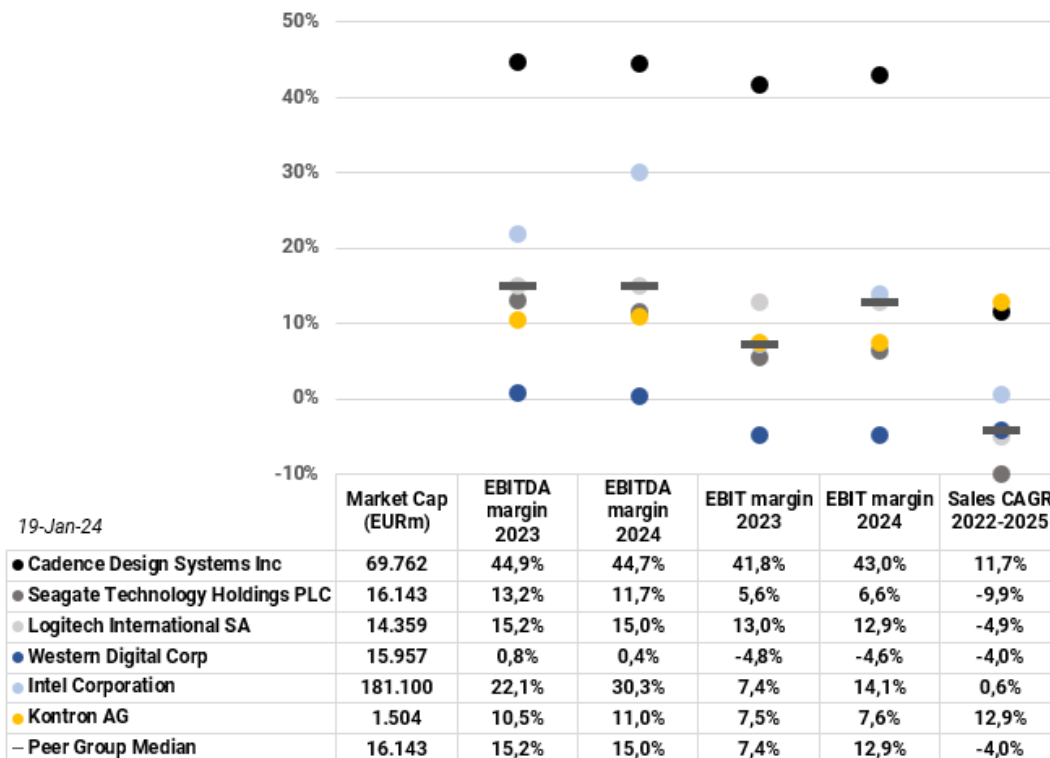 50%
40%
30%
20%
10%
0%
-10%
19-Jan-24 Market Cap (EURm) EBITDA margin 2023 EBITDA margin 2024 EBIT margin 2023 EBIT margin 2024 Sales CAGR 2022-2025
Cadence Design Systems Inc 69.762 44,9% 44,7% 41,8% 43,0% 11,7%
Seagate Technology Holdings PLC 16.143 13,2% 11,7% 5,6% 6,6% -9,9%
Logitech International SA 14.359 15,2% 15,0% 13,0% 12,9% -4,9%
Western Digital Corp 15.957 0,8% 0,4% -4,8% -4,6% -4,0%
Intel Corporation 181.100 22,1% 30,3% 7,4% 14,1% 0,6%
Kontron AG 1.504 10,5% 11,0% 7,5% 7,6% 12,9%
Peer Group Median 16.143 15,2% 15,0% 7,4% 12,9% -4,0%